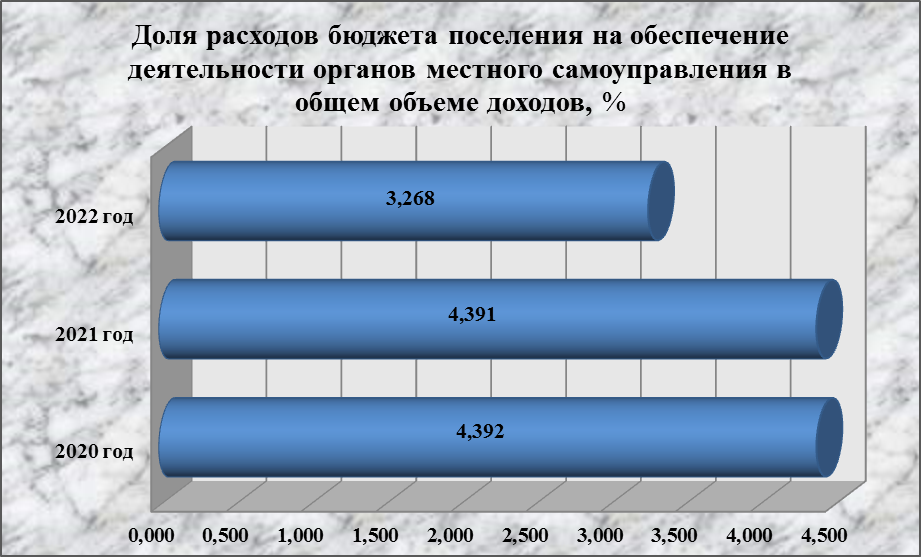 Доля расходов бюджета поселения на обеспечение
деятельности органов местного самоуправления в
общем объеме доходов, %
2022 год
3,268
2021 год
4,391
2020 год
4,392
0,000 0,500 1,000 1,500 2,000 2,500 3,000 3,500 4,000 4,500